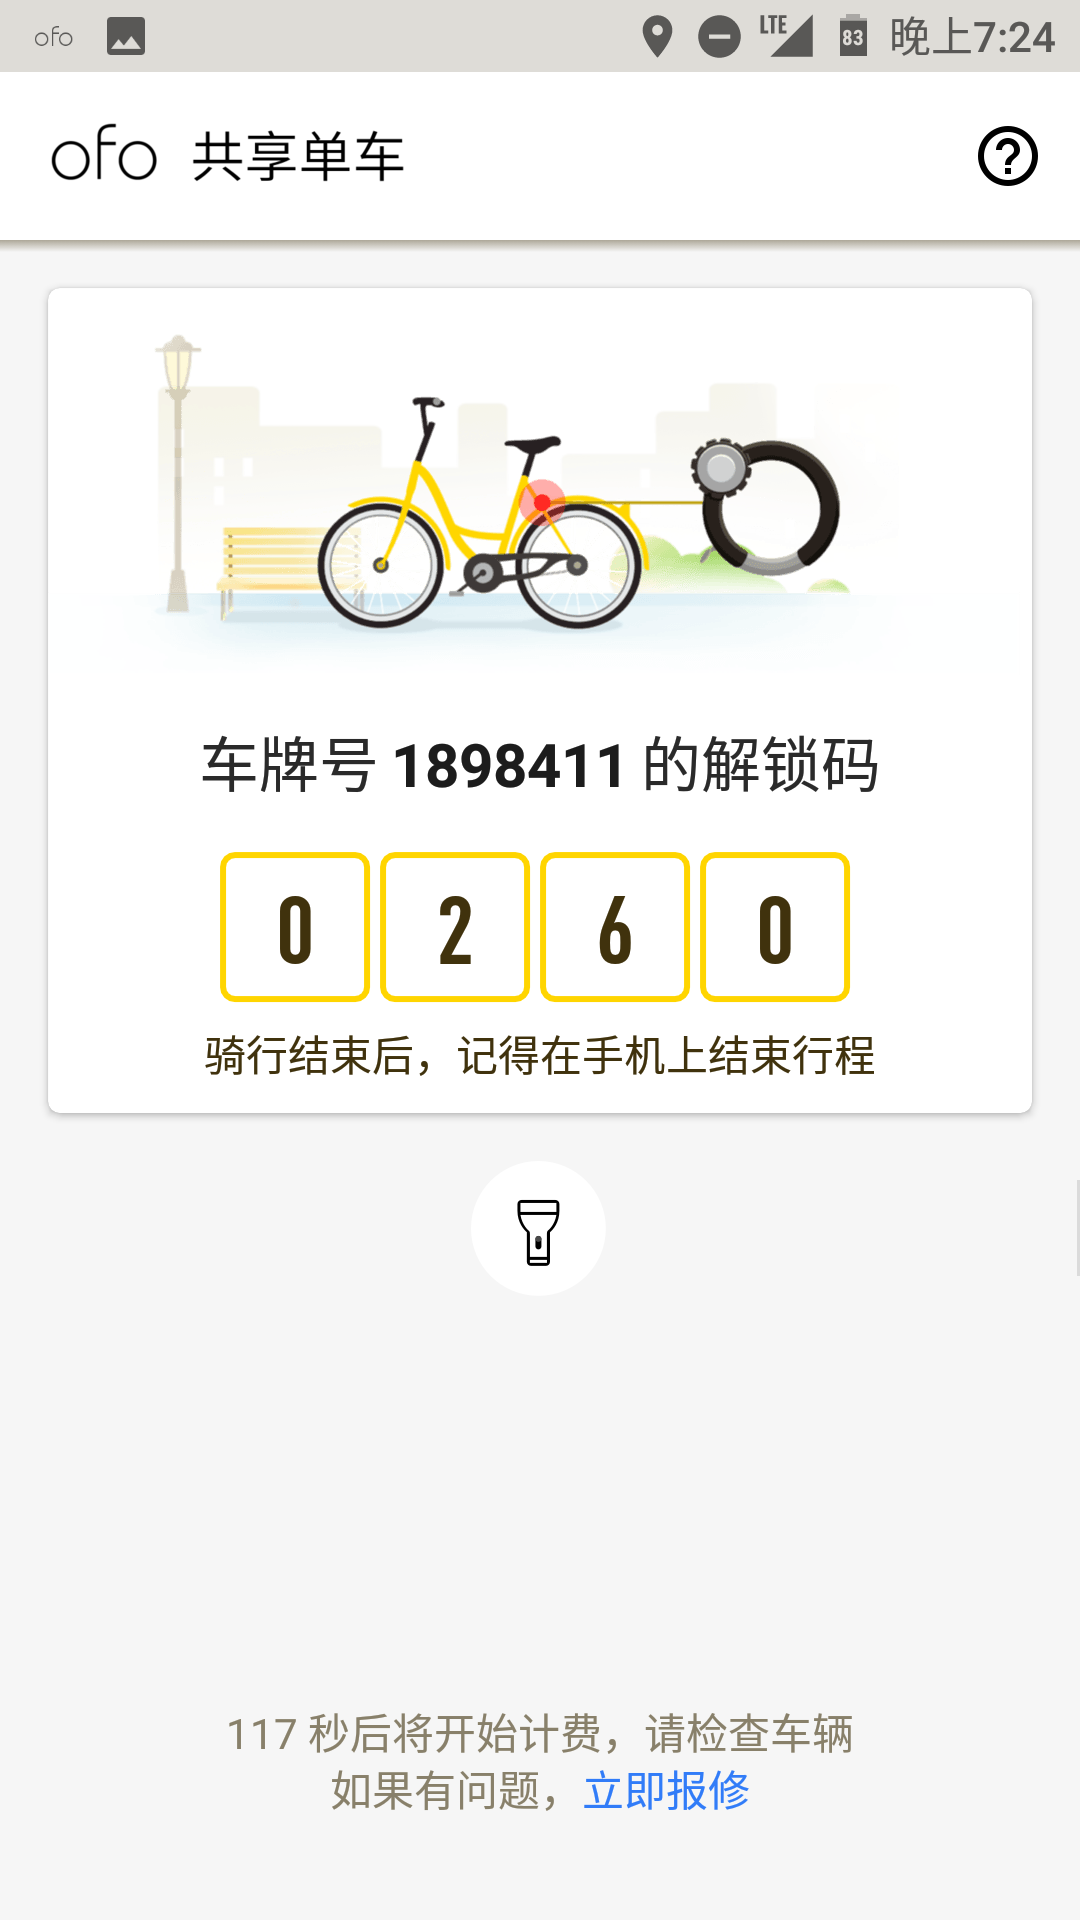 ofo LTE 83 晚上7:24
ofo 共享单车
车牌号 1898411 的解锁码
0 2 6 0
骑行结束后，记得在手机上结束行程
117 秒后将开始计费，请检查车辆
如果有问题，立即报修